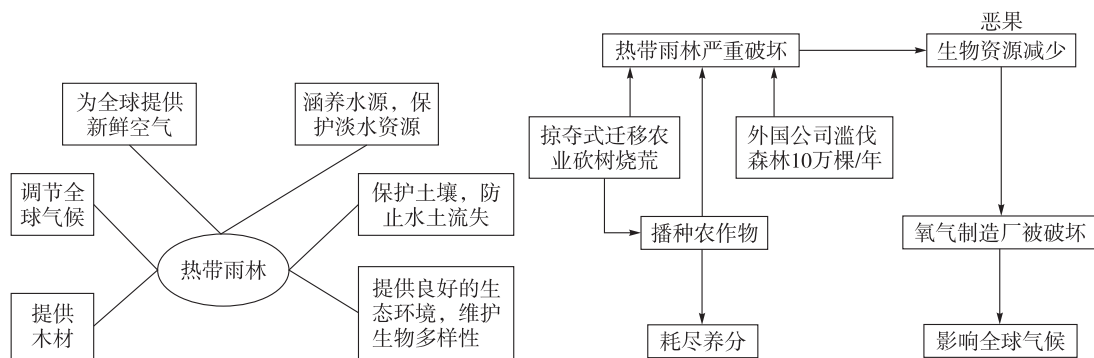 为全球提供
新鲜空气
涵养水源，保
护淡水资源
调节全
球气候
保护土壤，防
止水土流失
热带雨林
提供
木材
提供良好的生
态环境，维护
生物多样性
恶果
热带雨林严重破坏
生物资源减少
掠夺式迁移农
业砍树烧荒
外国公司滥伐
森林10万棵/年
播种农作物
氧气制造厂被破坏
耗尽养分
影响全球气候